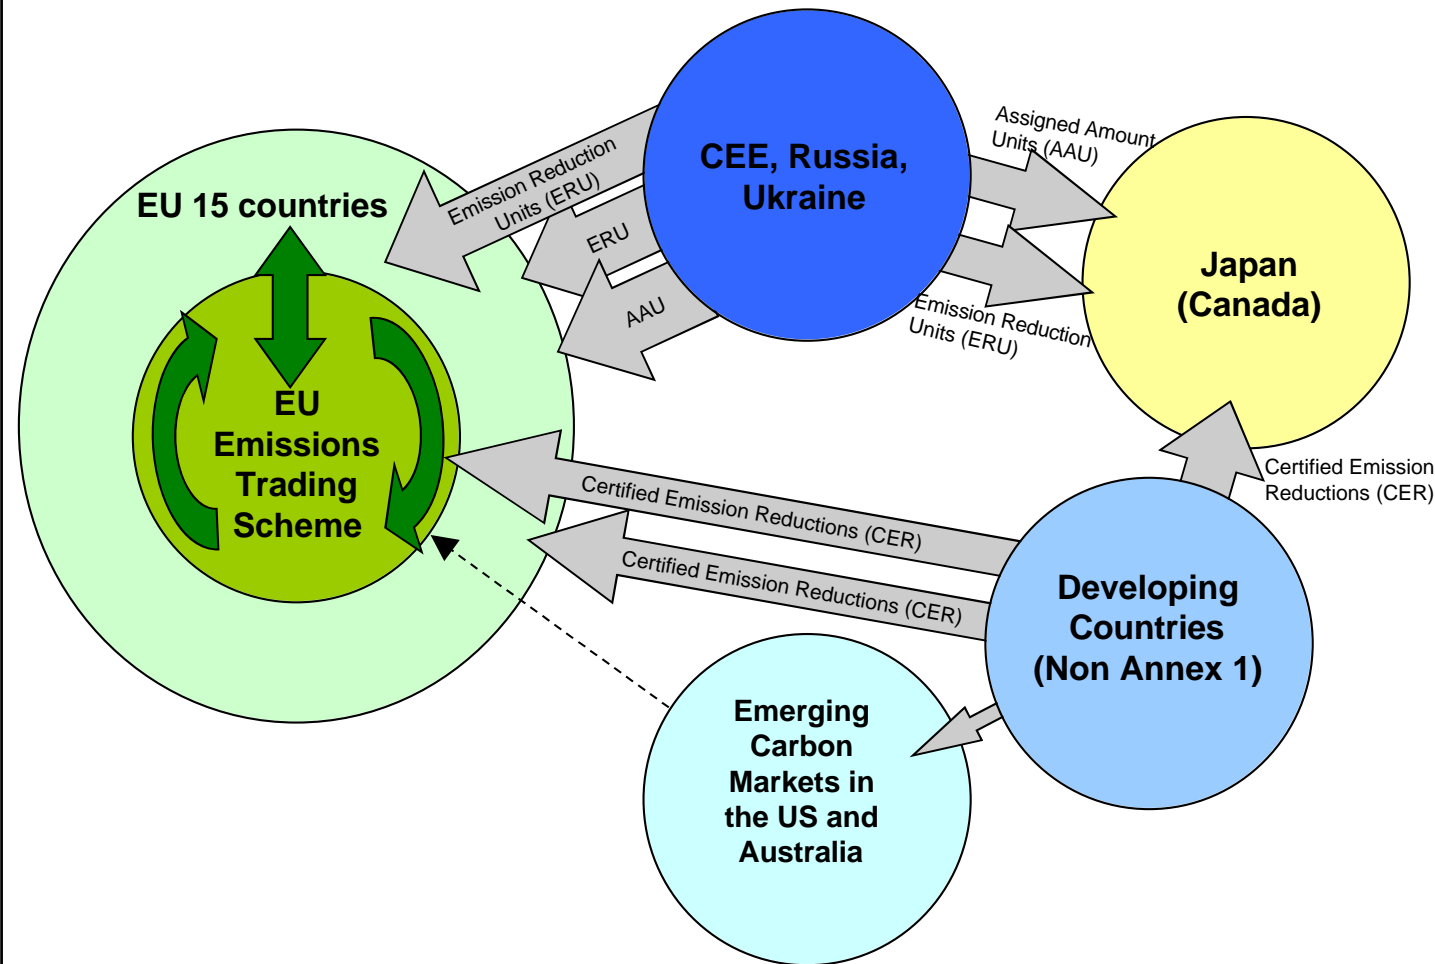 CEE, Russia,
Ukraine
Assigned Amount
Units (AAU)
Emission Reduction
Units (ERU)
EU 15 countries
ERU
AAU
Japan
(Canada)
Emission Reduction
Units (ERU)
EU
Emissions
Trading
Scheme
Certified Emission
Reductions (CER)
Certified Emission Reductions (CER)
Certified Emission Reductions (CER)
Developing
Countries
(Non Annex 1)
Emerging
Carbon
Markets in
the US and
Australia